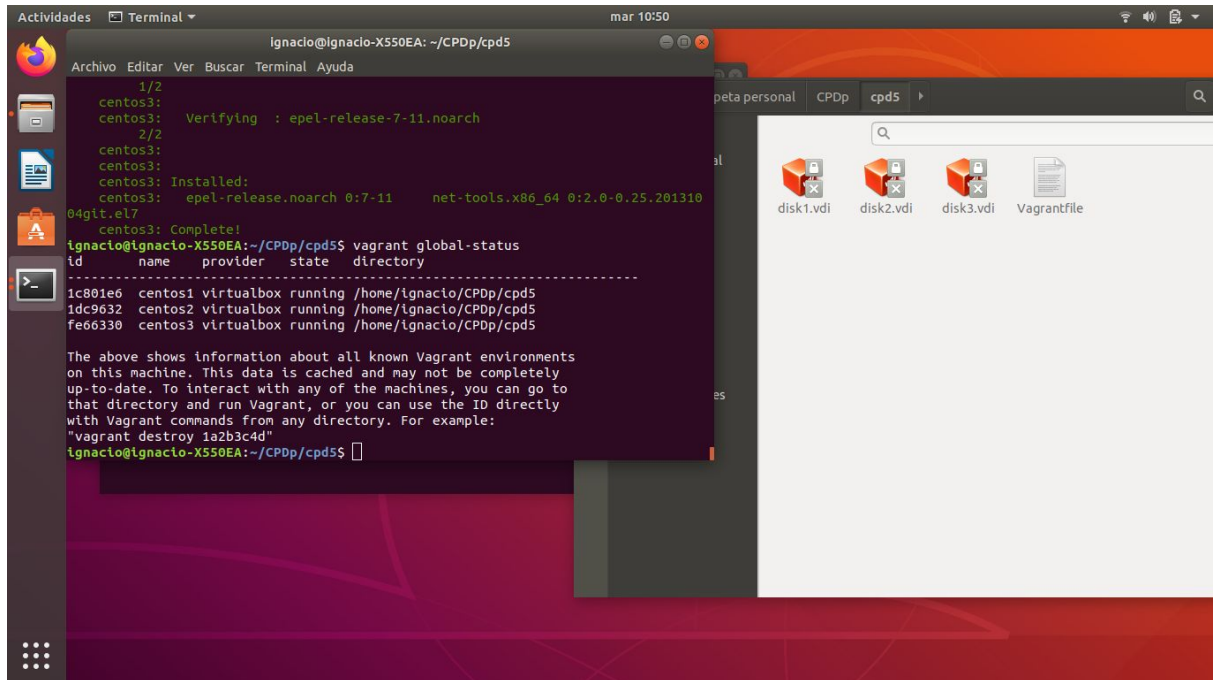 Actividades Terminal mar 10:50
ignacio@ignacio-X550EA: ~/CPDp/cpd5
Archivo Editar Ver Buscar Terminal Ayuda
1/2
centos3:
centos3: Verifying : epel-release-7-11.noarch
2/2
centos3:
centos3:
centos3: Installed:
centos3: epel-release.noarch 0:7-11 net-tools.x86_64 0:2.0-0.25.201310
04git.el7
centos3: Complete!
ignacio@ignacio-X550EA:~/CPDp/cpd5$ vagrant global-status
id name provider state directory
------------------------------------------------------------------------
1c801e6 centos1 virtualbox running /home/ignacio/CPDp/cpd5
1dc9632 centos2 virtualbox running /home/ignacio/CPDp/cpd5
fe66330 centos3 virtualbox running /home/ignacio/CPDp/cpd5
The above shows information about all known Vagrant environments
on this machine. This data is cached and may not be completely
up-to-date. To interact with any of the machines, you can go to
that directory and run Vagrant, or you can use the ID directly
with Vagrant commands from any directory. For example:
"vagrant destroy 1a2b3c4d"
ignacio@ignacio-X550EA:~/CPDp/cpd5$
peta personal CPDp cpd5
al
es
disk1.vdi disk2.vdi disk3.vdi Vagrantfile